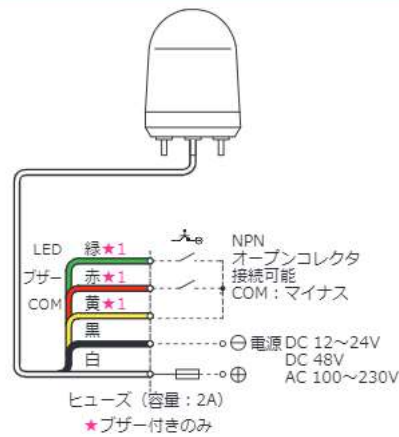 LED 緑★1
ブザー 赤★1
COM 黄★1
黒
白
NPN
オープンコレクタ
接続可能
COM:マイナス
⊖電源 DC 12~24V
DC 48V
⊕ AC 100~230V
ヒューズ(容量:2A)
★ブザー付きのみ